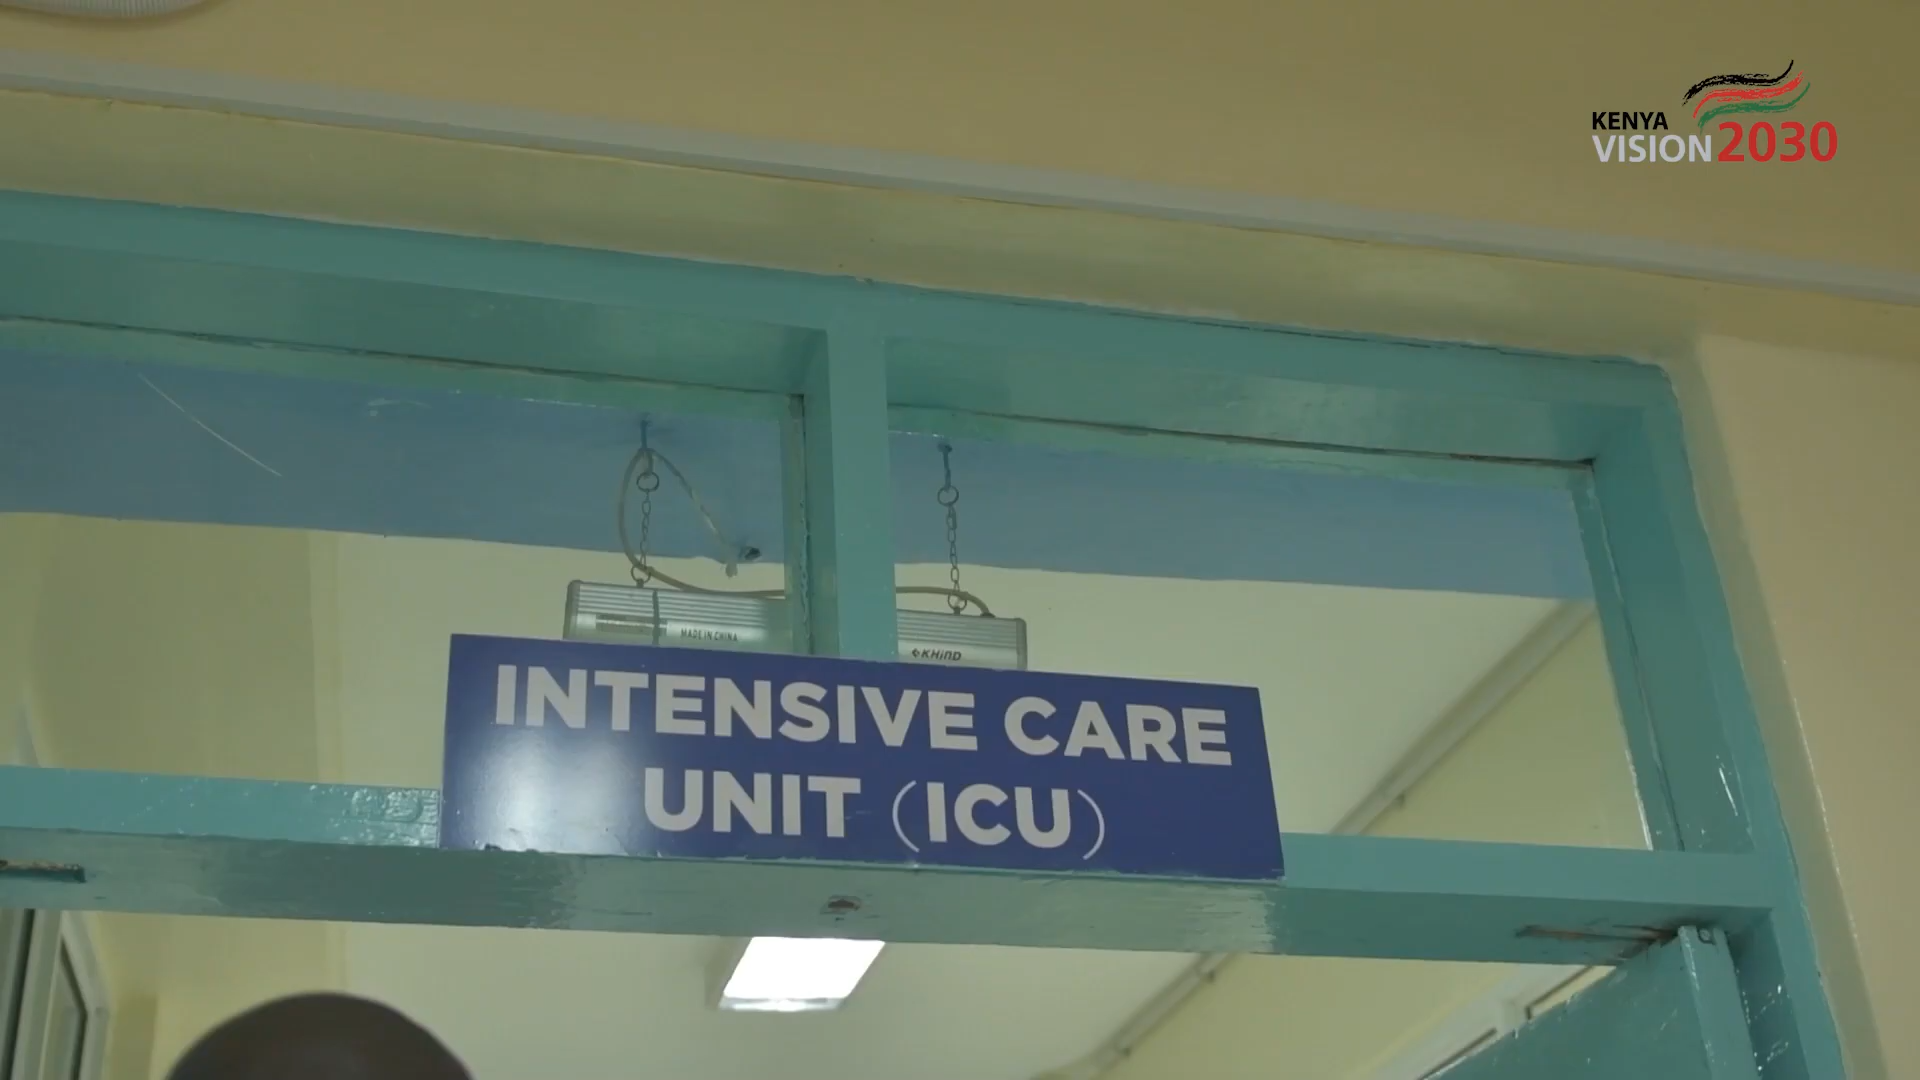 KENYA
VISION 2030
MADE IN CHINA
KHIND
INTENSIVE CARE
UNIT (ICU)